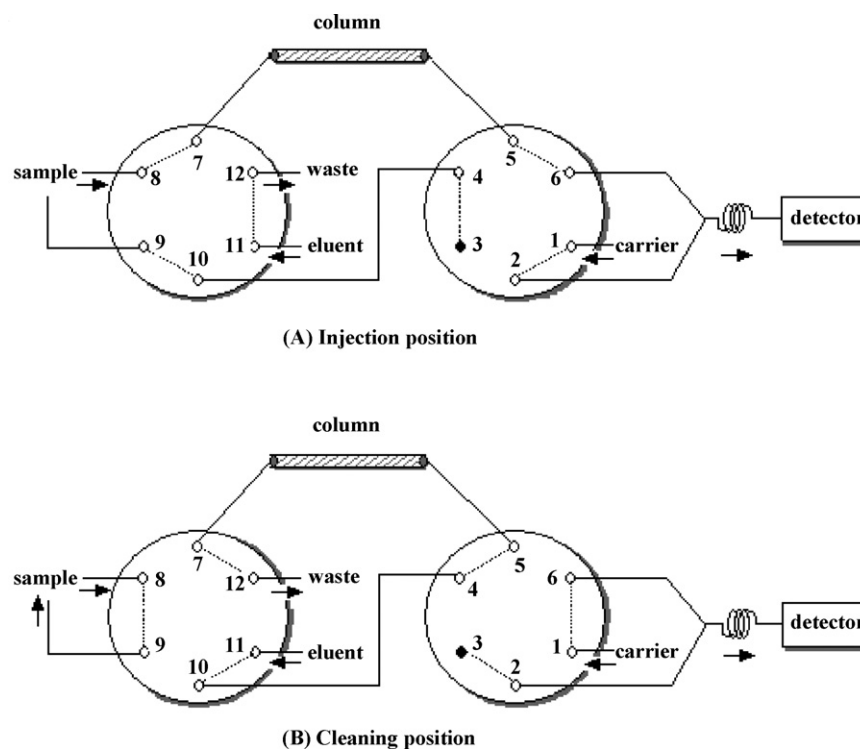 column
7
5
sample
8
12
waste
4
6
9
11
eluent
3
1
carrier
detector
10
2
(A) Injection position
column
7
5
sample
8
12
waste
4
6
9
11
eluent
3
1
carrier
detector
10
2
(B) Cleaning position